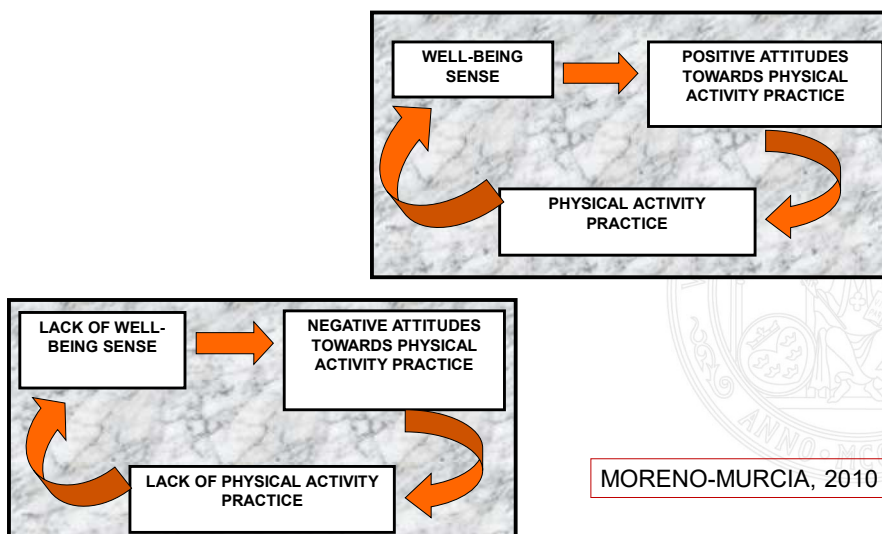 WELL-BEING
SENSE
POSITIVE ATTITUDES
TOWARDS PHYSICAL
ACTIVITY PRACTICE
PHYSICAL ACTIVITY
PRACTICE
LACK OF WELL-
BEING SENSE
NEGATIVE ATTITUDES
TOWARDS PHYSICAL
ACTIVITY PRACTICE
LACK OF PHYSICAL ACTIVITY
PRACTICE
MORENO-MURCIA, 2010
ANNO